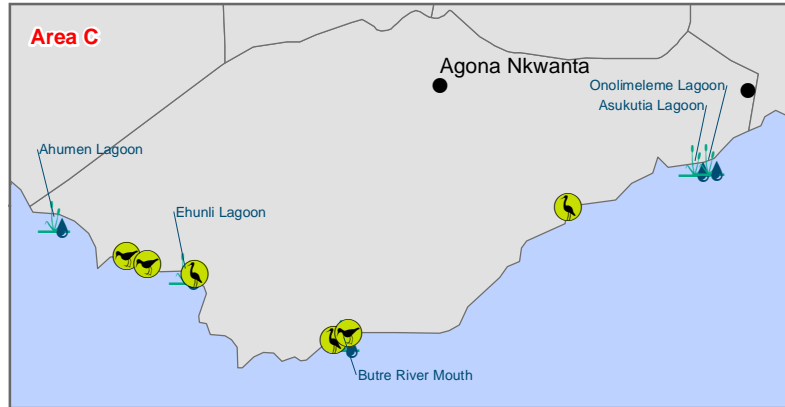 Area C
Agona Nkwanta
Onolimeleme Lagoon
Asukutia Lagoon
Ahumen Lagoon
Ehunli Lagoon
Butre River Mouth